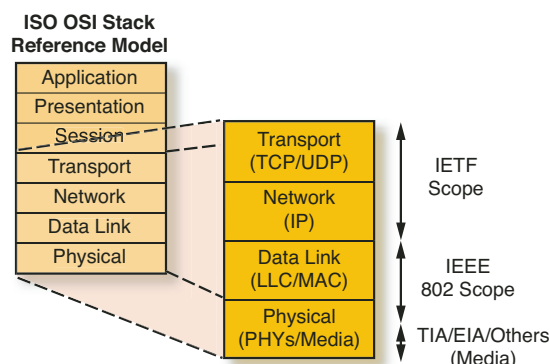 ISO OSI Stack
Reference Model
Application
Presentation
Session
Transport
Network
Data Link
Physical
Transport
(TCP/UDP)
Network
(IP)
Data Link
(LLC/MAC)
Physical
(PHYs/Media)
IETF
Scope
IEEE
802 Scope
TIA/EIA/Others
(Media)